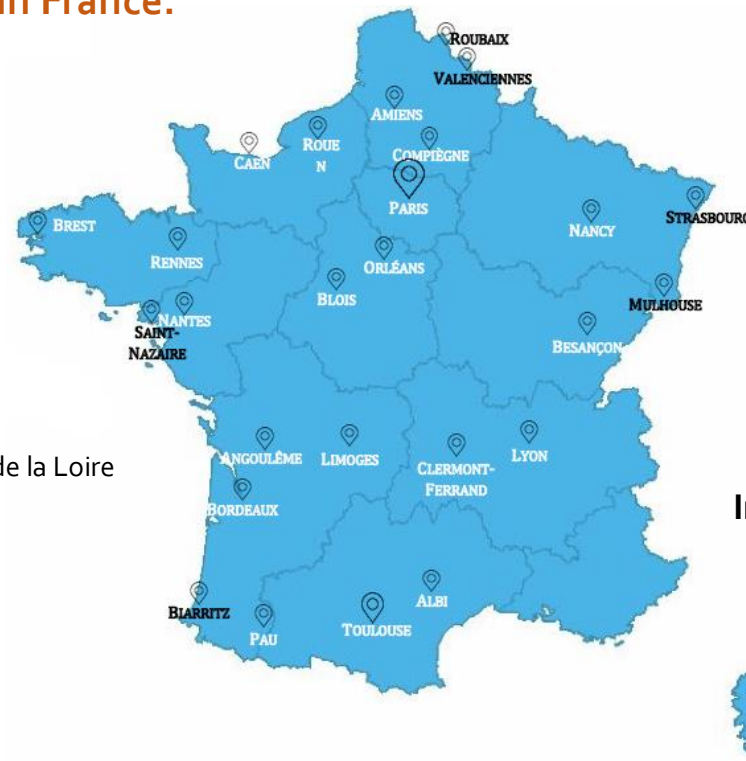 in France.
ROUBAIX
VALENCIENNES
AMIENS
ROUE
N
CAEN
COMPIÈGNE
PARIS
STRASBOURG
NANCY
BREST
RENNES
ORLÉANS
BLOIS
MULHOUSE
NANTES
SAINT-
NAZAIRE
BESANÇON
de la Loire
ANGOULÊME
LIMOGES
LYON
CLERMONT-
FERRAND
BORDEAUX
ALBI
BIARRITZ
TOULOUSE
PAU